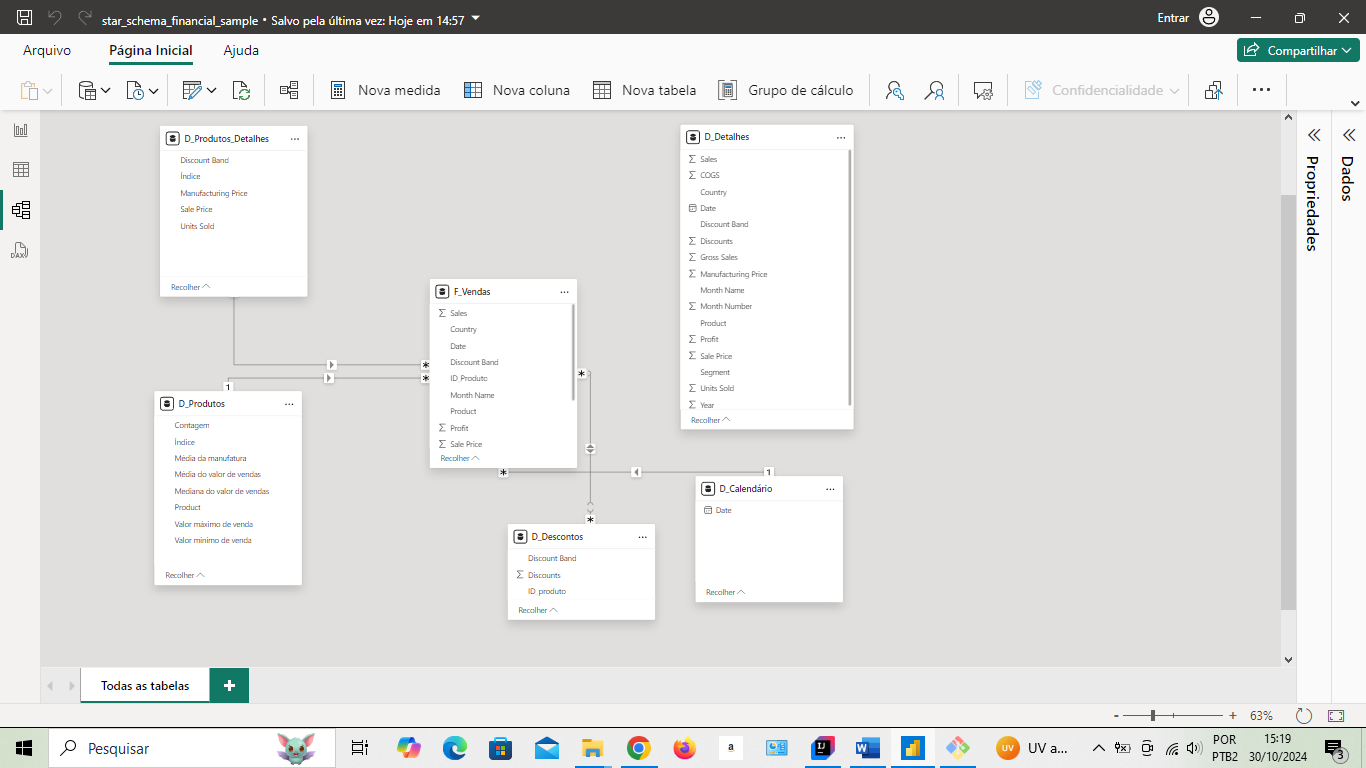 star_schema_financial_sample • Salvo pela última vez: Hoje em 14:57
Entrar
Arquivo
Página Inicial
Ajuda
Compartilhar
Nova medida
Nova coluna
Nova tabela
Grupo de cálculo
Confidencialidade
DAX
D_Produtos_Detalhes
Discount Band
Índice
Manufacturing Price
Sale Price
Units Sold
Recolher
D_Detalhes
Sales
COGS
Country
Date
Discount Band
Discounts
Gross Sales
Manufacturing Price
Month Name
Month Number
Product
Profit
Sale Price
Segment
Units Sold
Year
Recolher
F_Vendas
Sales
Country
Date
Discount Band
ID_Produto
Month Name
Product
Profit
Sale Price
Recolher
*
*
*
*
1
D_Produtos
Contagem
Índice
Média da manufatura
Média do valor de vendas
Mediana do valor de vendas
Product
Valor máximo de venda
Valor mínimo de venda
Recolher
1
D_Calendário
Date
Recolher
*
D_Descontos
Discount Band
Discounts
ID_produto
Recolher
Propriedades
Dados
Todas as tabelas
+
- + 63%
Pesquisar
a
UV
UV a...
POR
PTB2
15:19
30/10/2024
3